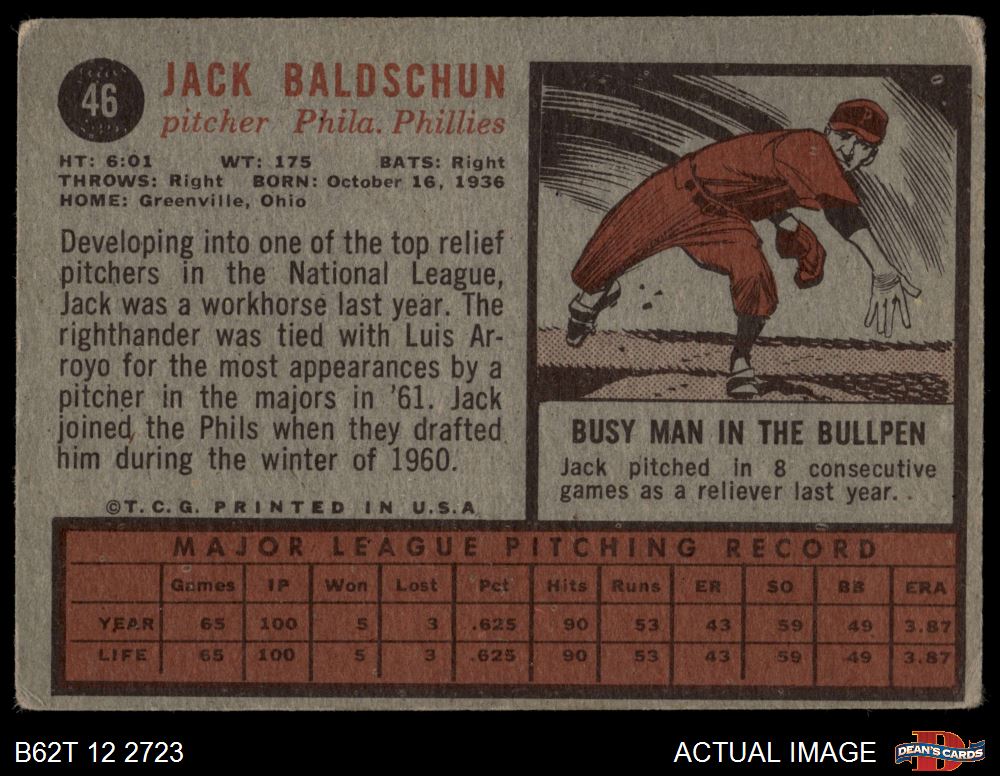 46
JACK BALDSCHUN
pitcher Phila. Phillies
HT: 6:01 WT: 175 BATS: Right
THROWS: Right BORN: October 16, 1936
HOME: Greenville, Ohio
Developing into one of the top relief
pitchers in the National League,
Jack was a workhorse last year. The
righthander was tied with Luis Ar-
royo for the most appearances by a
pitcher in the majors in '61. Jack
joined the Phils when they drafted
him during the winter of 1960.
©T.C.G. PRINTED IN U.S.A
P
BUSY MAN IN THE BULLPEN
Jack pitched in 8 consecutive
games as a reliever last year.
MAJOR LEAGUE PITCHING RECORD
Games IP Won Lost Pct Hits Runs ER SO BB ERA
YEAR 65 100 5 3 .625 90 53 43 59 49 3.87
LIFE 65 100 5 3 .625 90 53 43 59 49 3.87
B62T 12 2723
ACTUAL IMAGE
DEAN'S CARDS